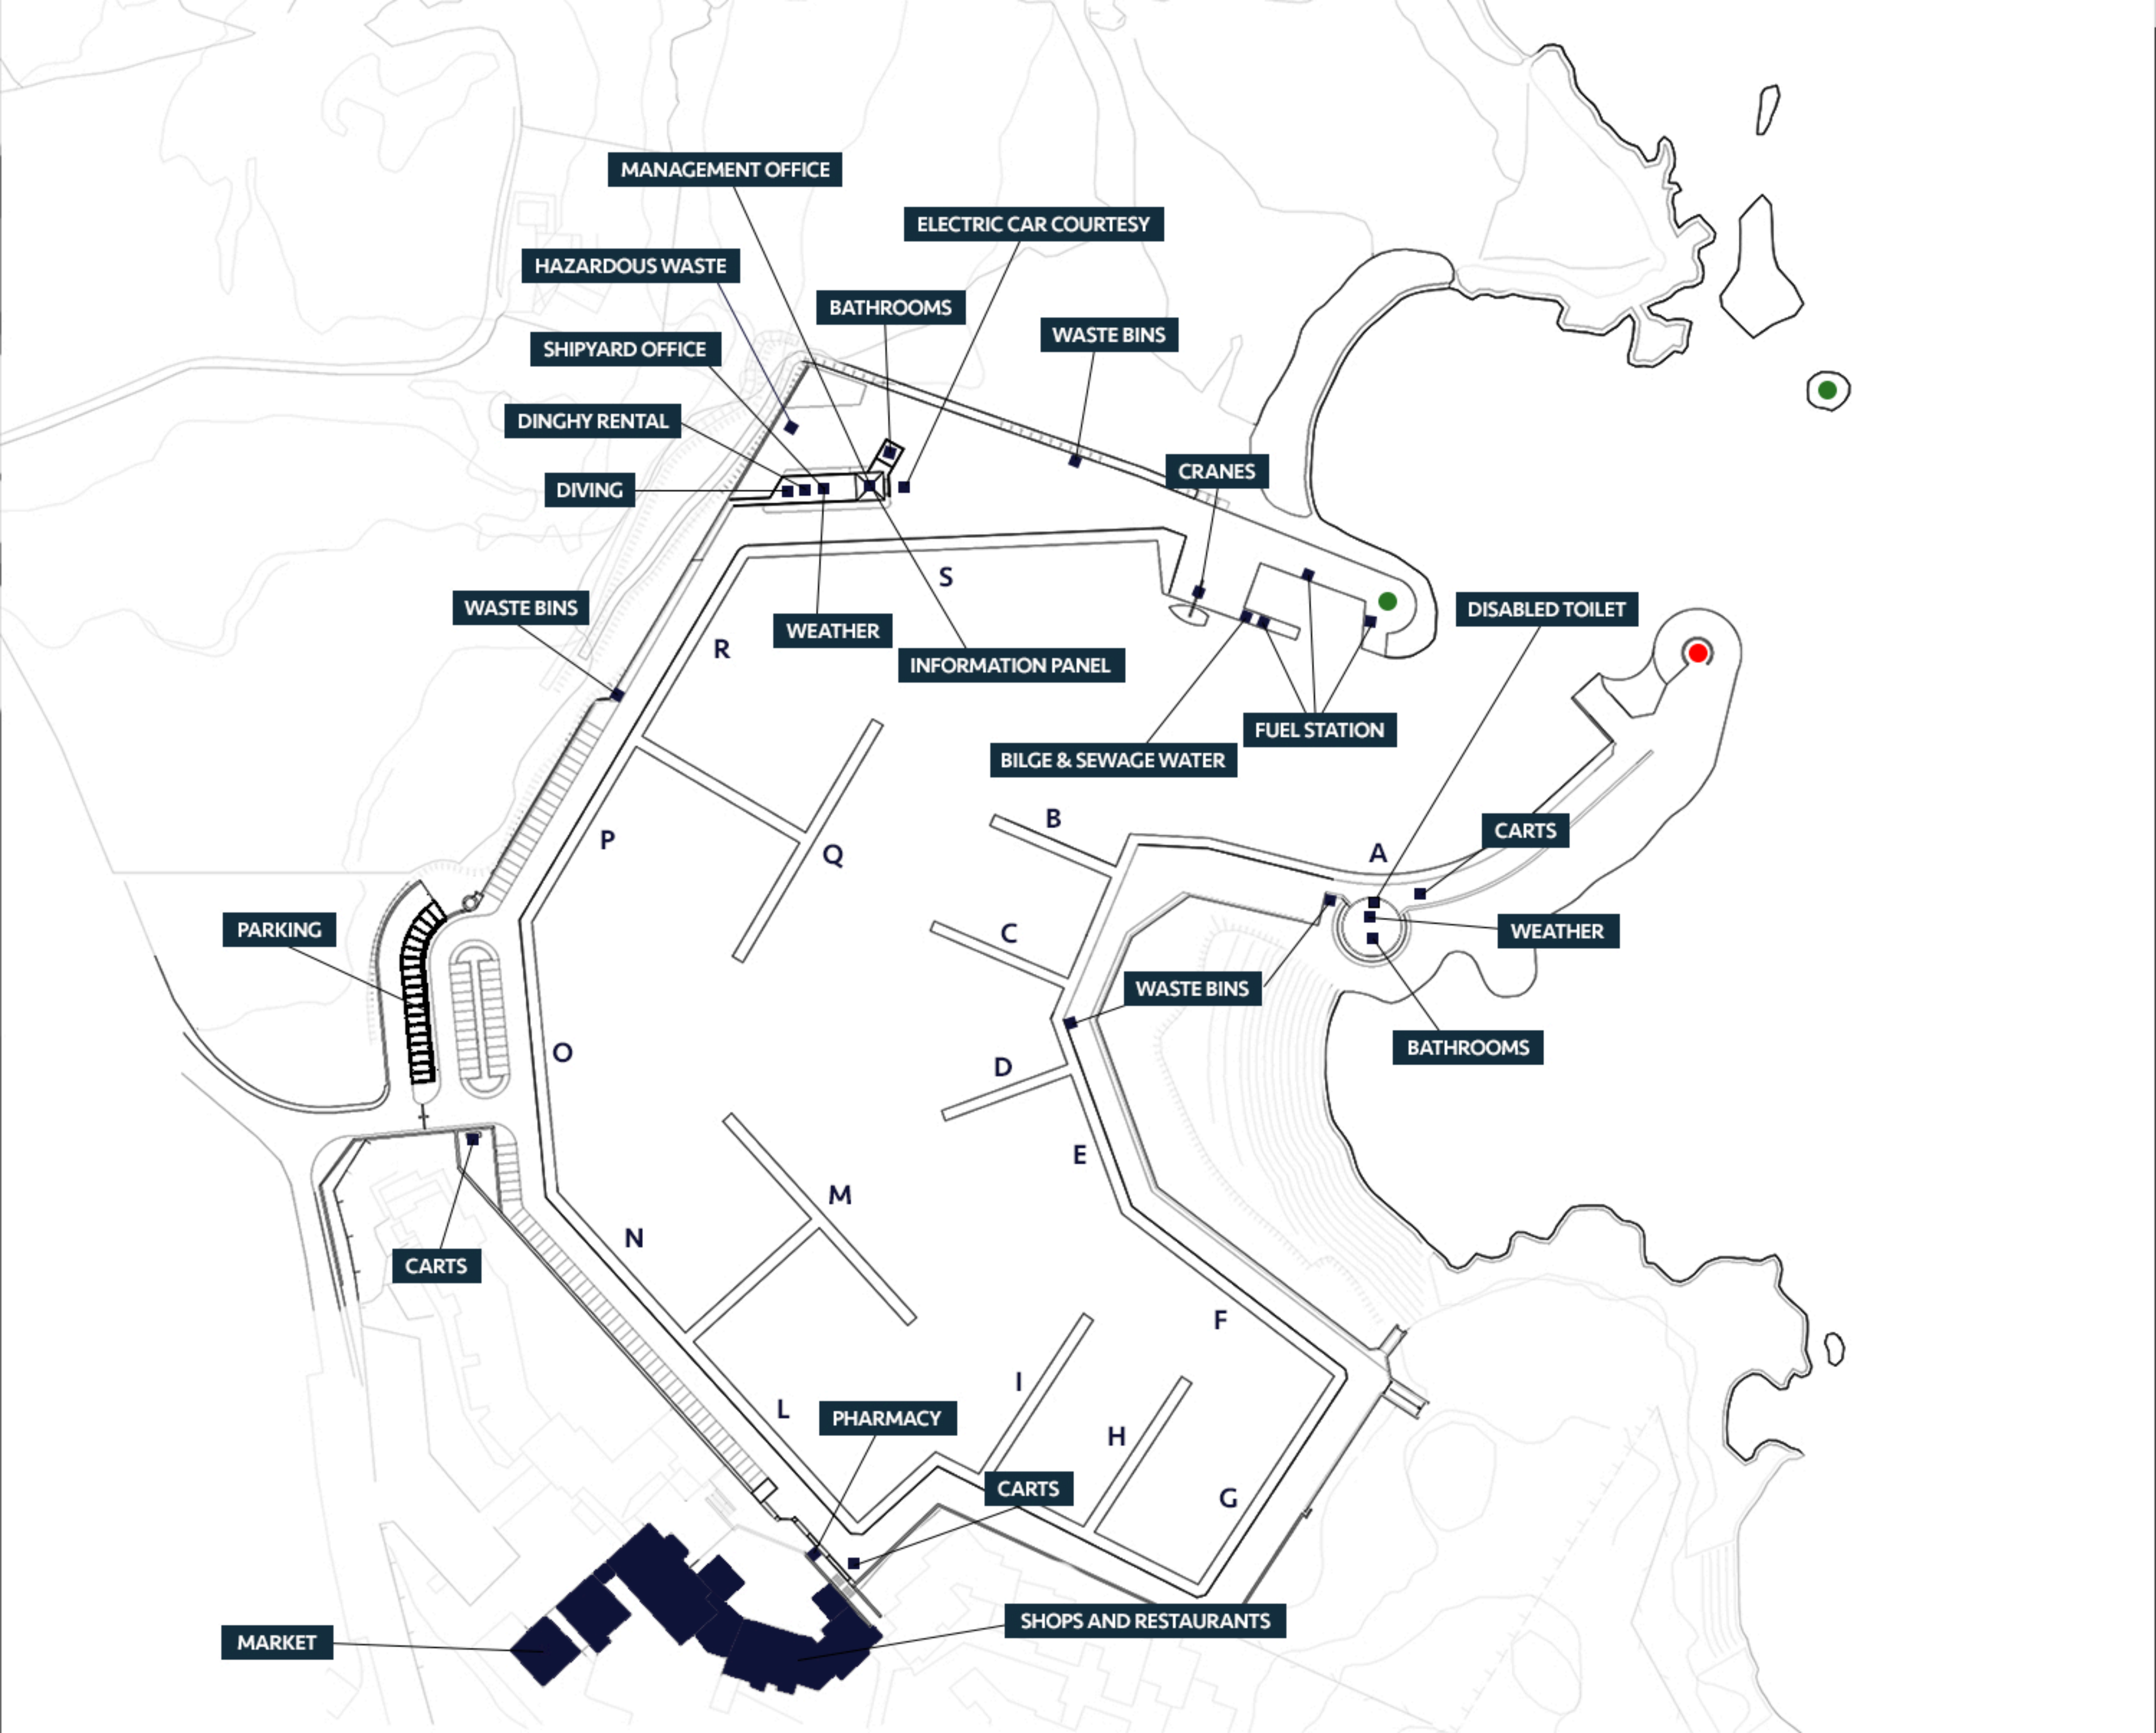 MANAGEMENT OFFICE
ELECTRIC CAR COURTESY
HAZARDOUS WASTE
BATHROOMS
WASTE BINS
SHIPYARD OFFICE
DINGHY RENTAL
CRANES
DIVING
S
WASTE BINS
DISABLED TOILET
WEATHER
R
INFORMATION PANEL
FUEL STATION
BILGE & SEWAGE WATER
B
CARTS
P
Q
A
PARKING
C
WEATHER
WASTE BINS
BATHROOMS
O
D
E
M
N
CARTS
F
I
L
PHARMACY
H
CARTS
G
SHOPS AND RESTAURANTS
MARKET